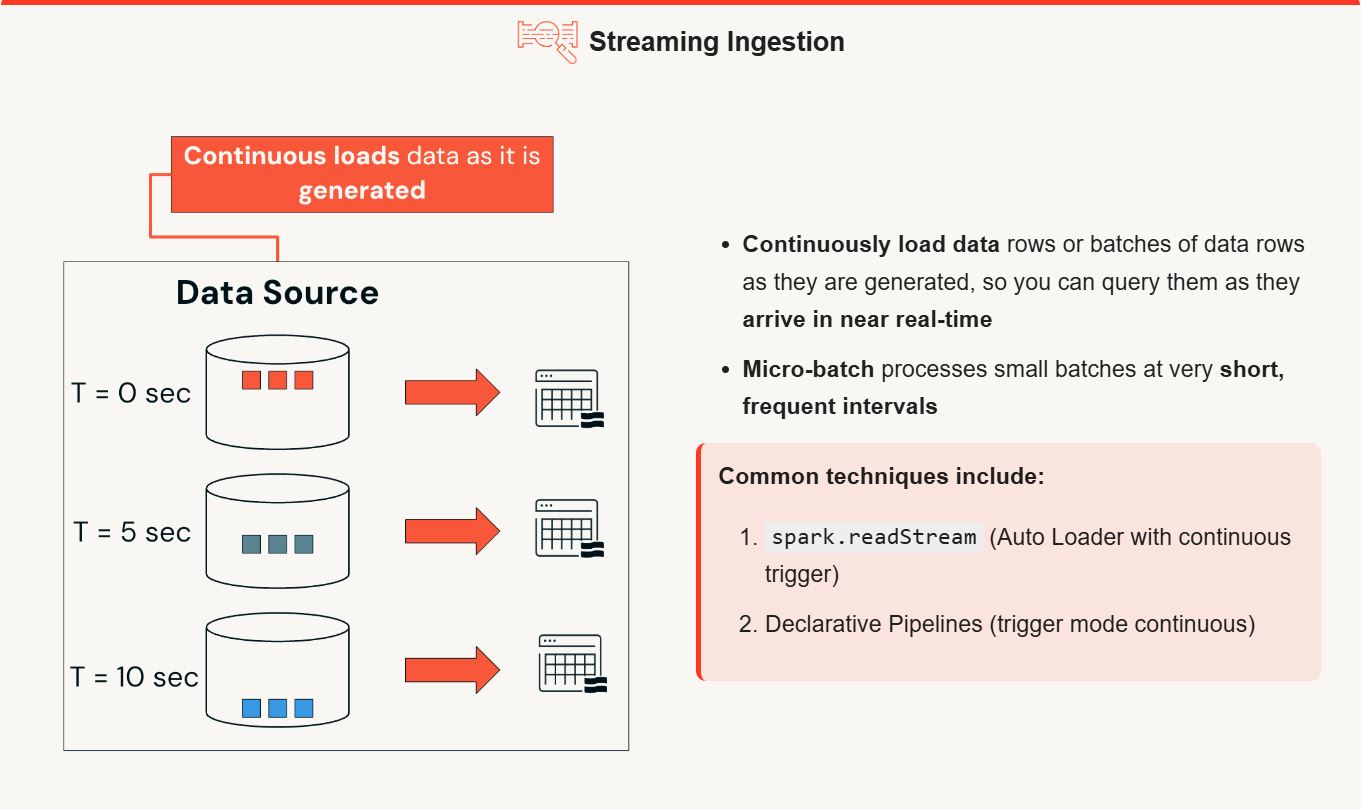 Streaming Ingestion
Continuous loads data as it is
generated
Data Source
T = 0 sec
T = 5 sec
T = 10 sec
• Continuously load data rows or batches of data rows
as they are generated, so you can query them as they
arrive in near real-time
• Micro-batch processes small batches at very short,
frequent intervals
Common techniques include:
1. spark.readStream (Auto Loader with continuous
trigger)
2. Declarative Pipelines (trigger mode continuous)